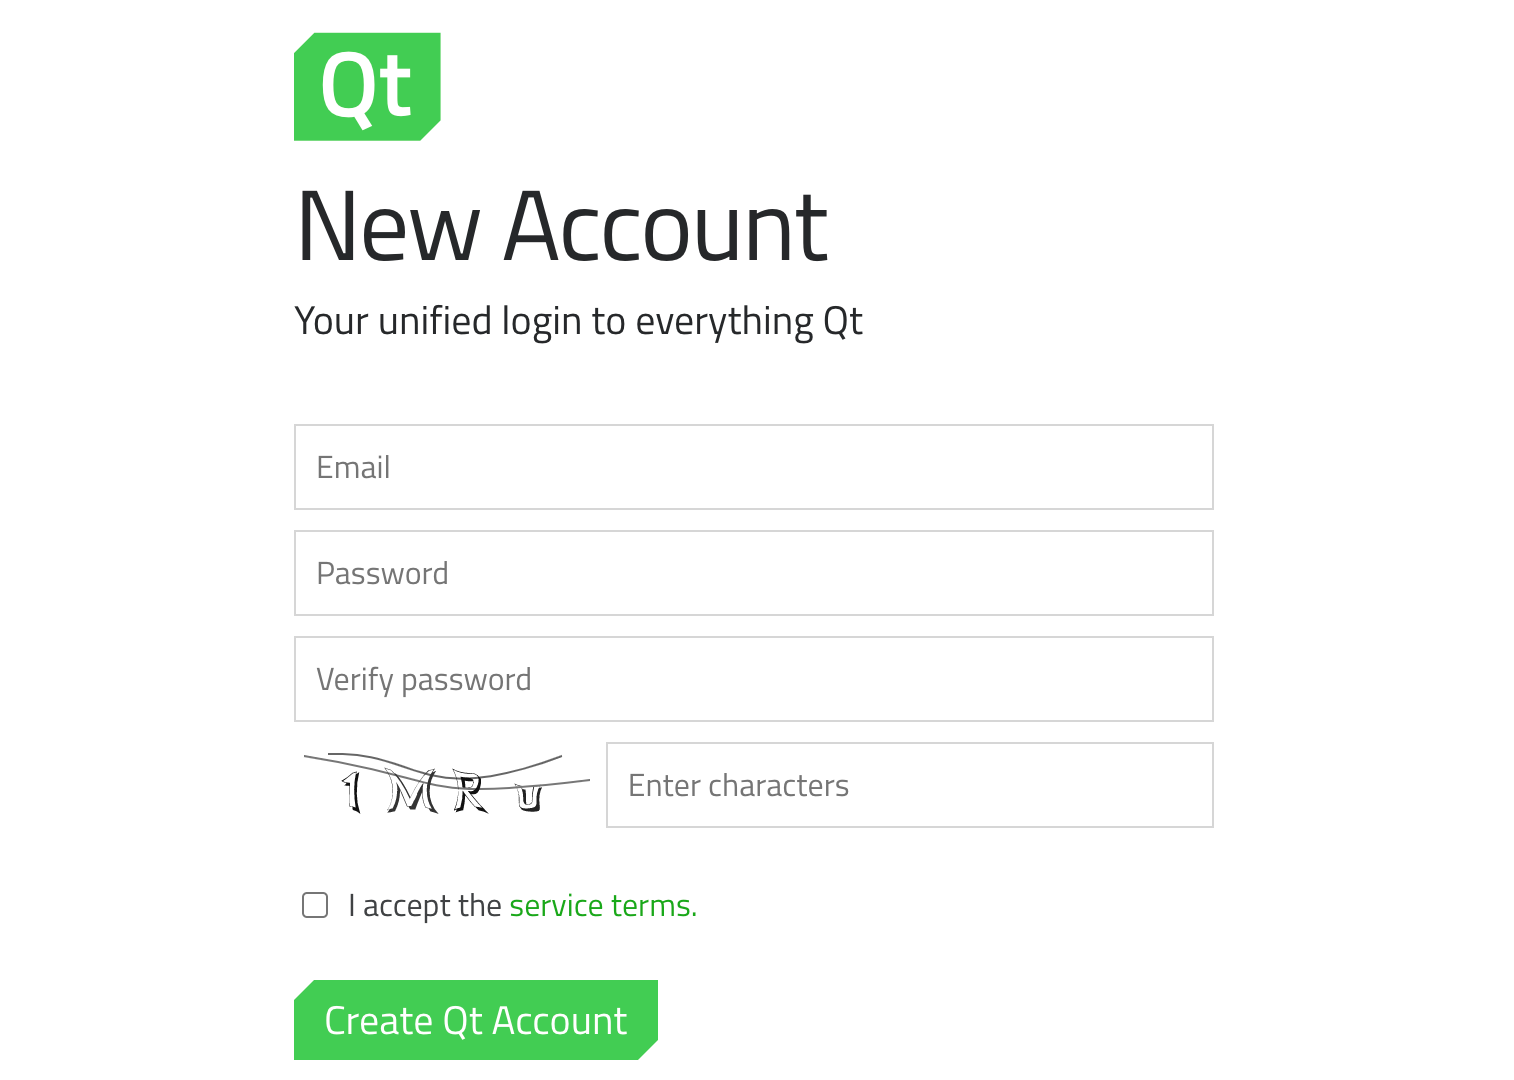 Qt
New Account
Your unified login to everything Qt
Email
Password
Verify password
Enter characters
I accept the service terms.
Create Qt Account